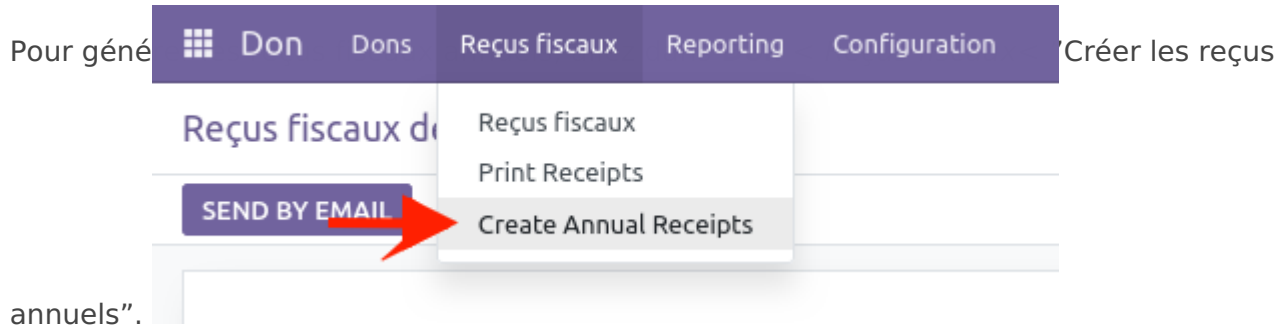 Pour géné
Don Dons Reçus fiscaux Reporting Configuration
"Créer les reçus
Reçus fiscaux d
Reçus fiscaux
Print Receipts
SEND BY EMAIL
Create Annual Receipts
annuels”.